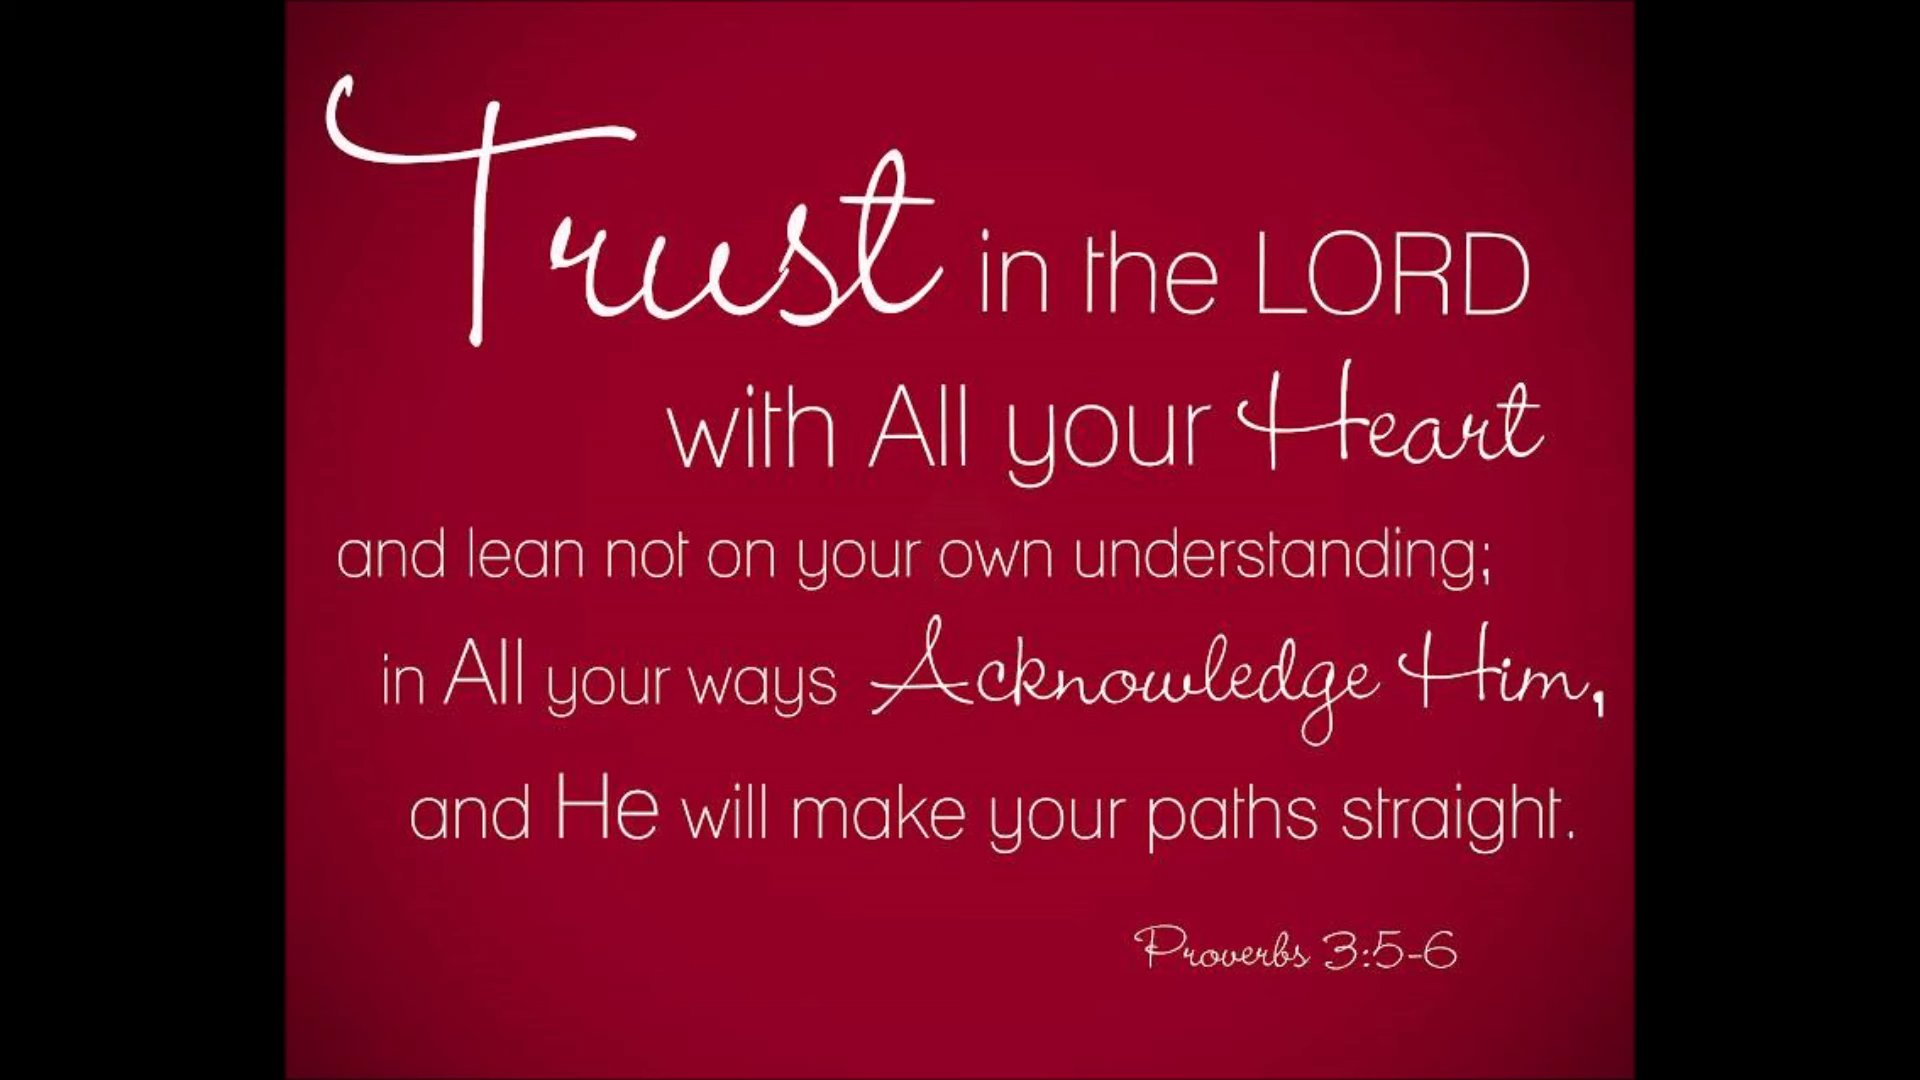 Trust in the LORD
with All your Heart
and lean not on your own understanding;
in All your ways Acknowledge Him,
and He will make your paths straight.
Proverbs 3:5-6